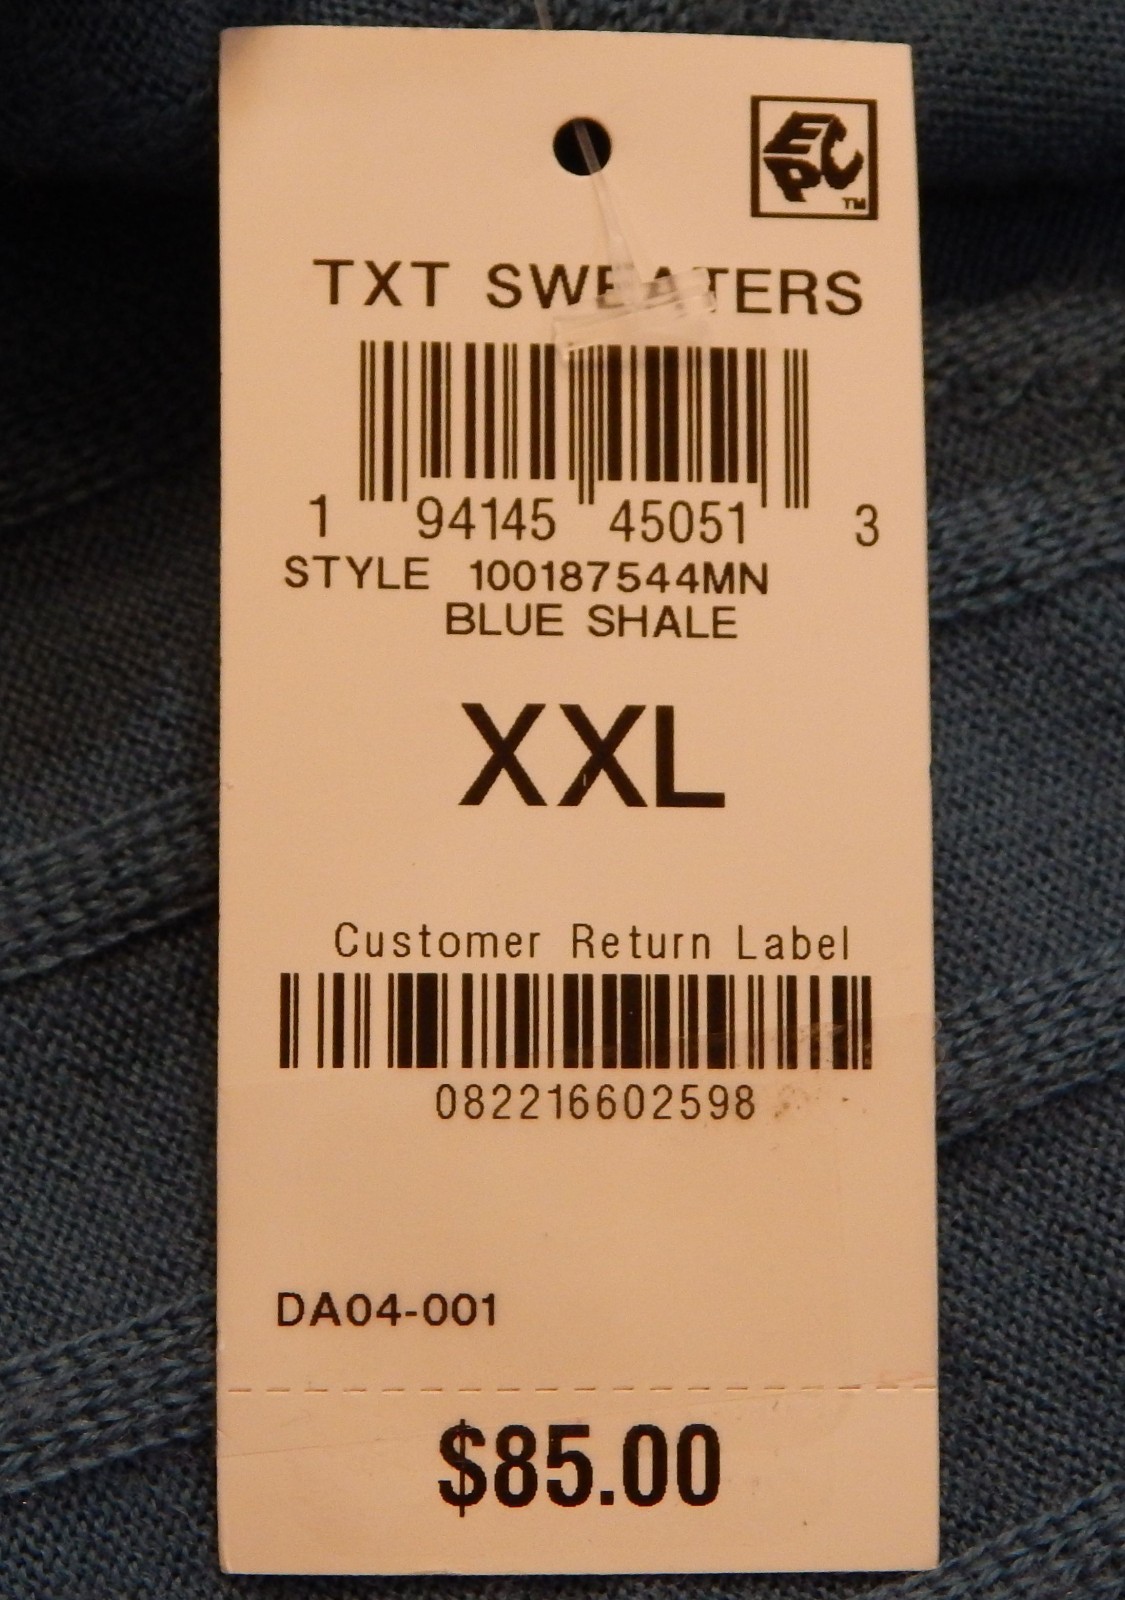 EPC
TM
TXT SWEATERS
1 94145 45051 3
STYLE 100187544MN
BLUE SHALE
XXL
Customer Return Label
082216602598
DA04-001
$85.00